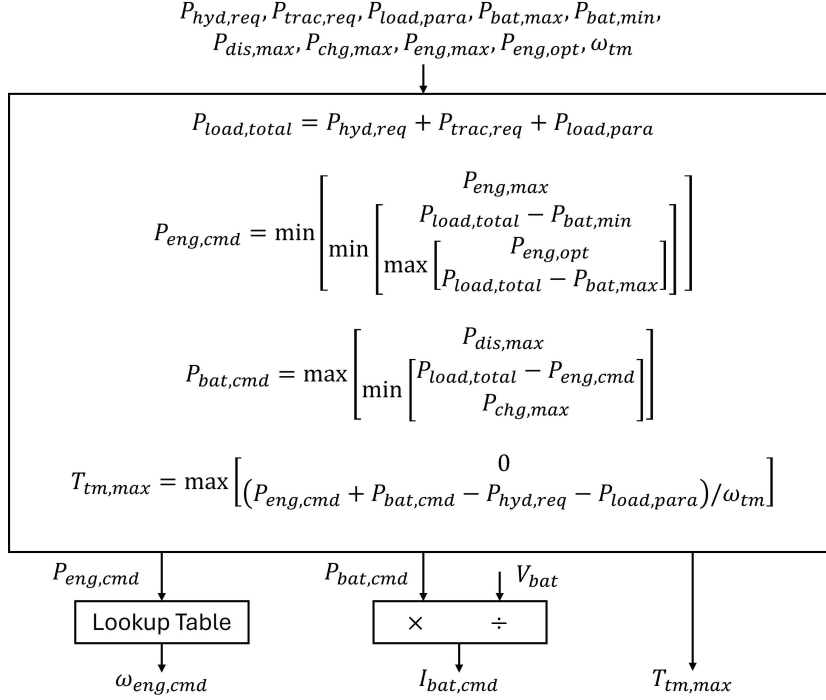 P_{hyd,req}, P_{trac,req}, P_{load,para}, P_{bat,max}, P_{bat,min},
P_{dis,max}, P_{chg,max}, P_{eng,max}, P_{eng,opt}, ω_{tm}
P_{load,total} = P_{hyd,req} + P_{trac,req} + P_{load,para}
P_{eng,max}
P_{load,total} − P_{bat,min}
P_{eng,cmd} = min [ min [ max [ P_{eng,opt}
P_{load,total} − P_{bat,max} ] ] ]
P_{dis,max}
P_{bat,cmd} = max [ min [ P_{load,total} − P_{eng,cmd}
P_{chg,max} ] ]
0
T_{tm,max} = max [ (P_{eng,cmd} + P_{bat,cmd} − P_{hyd,req} − P_{load,para})/ω_{tm} ]
P_{eng,cmd} P_{bat,cmd} V_{bat}
Lookup Table × ÷
ω_{eng,cmd} I_{bat,cmd} T_{tm,max}